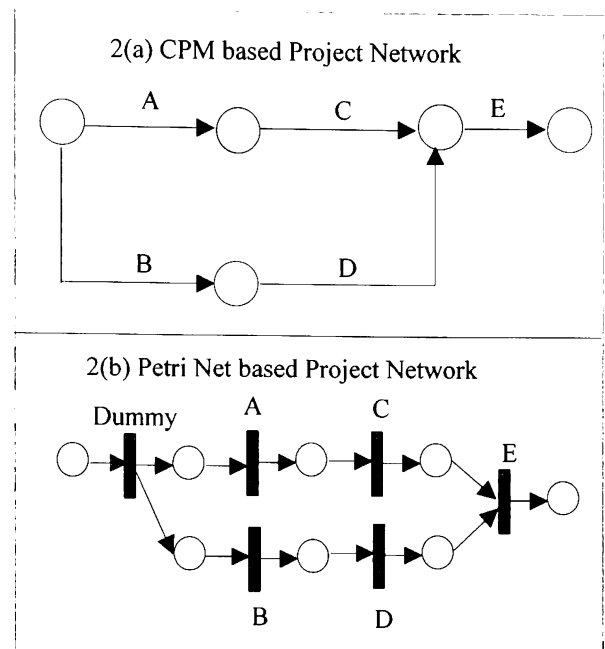 2(a) CPM based Project Network
A C E
B D
2(b) Petri Net based Project Network
Dummy A C E
B D